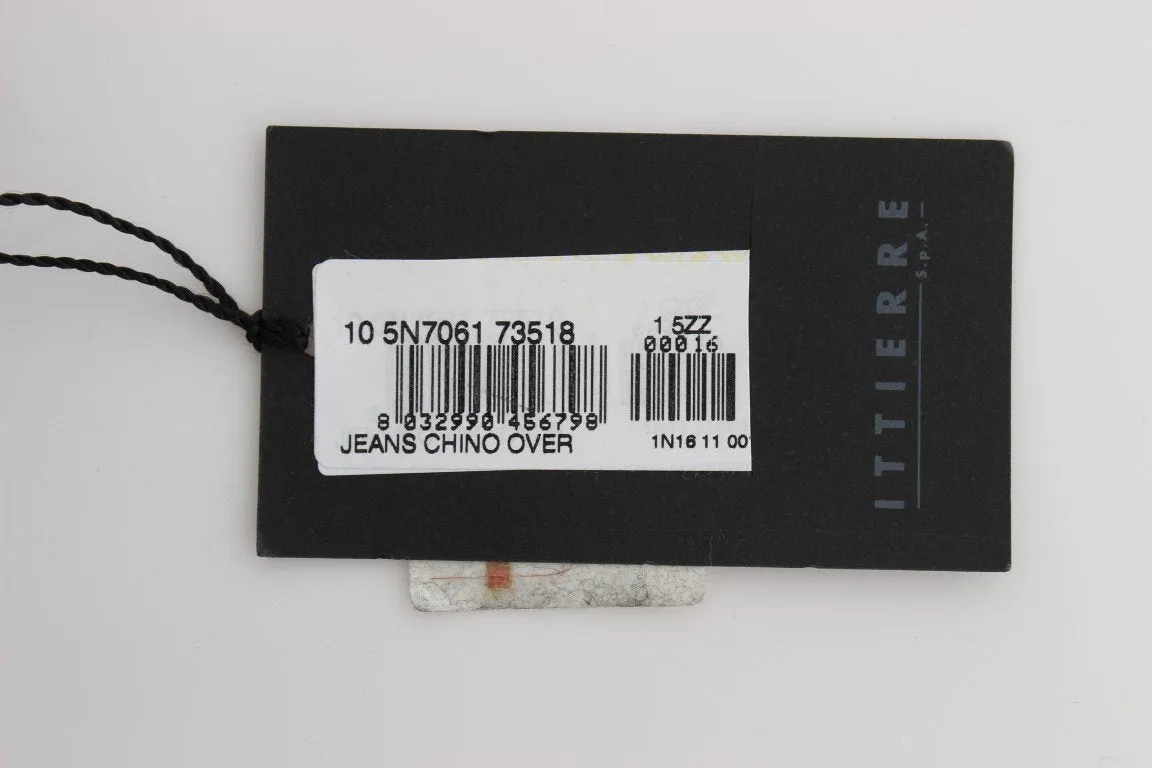 10 5N7061 73518
1 5ZZ
00016
8 032990 456798
JEANS CHINO OVER
1N16 11 00
ITTIERRE
S.p.A.